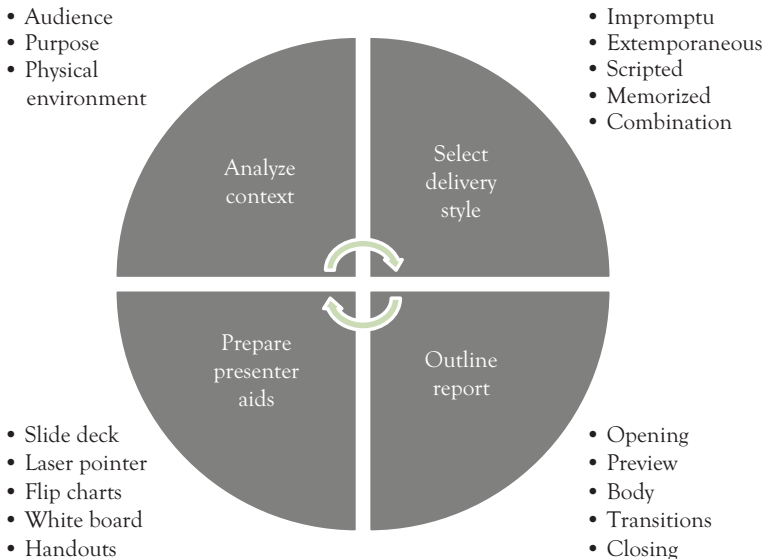 • Audience
• Purpose
• Physical
environment
• Impromptu
• Extemporaneous
• Scripted
• Memorized
• Combination
Analyze
context
Select
delivery
style
Prepare
presenter
aids
Outline
report
• Slide deck
• Laser pointer
• Flip charts
• White board
• Handouts
• Opening
• Preview
• Body
• Transitions
• Closing